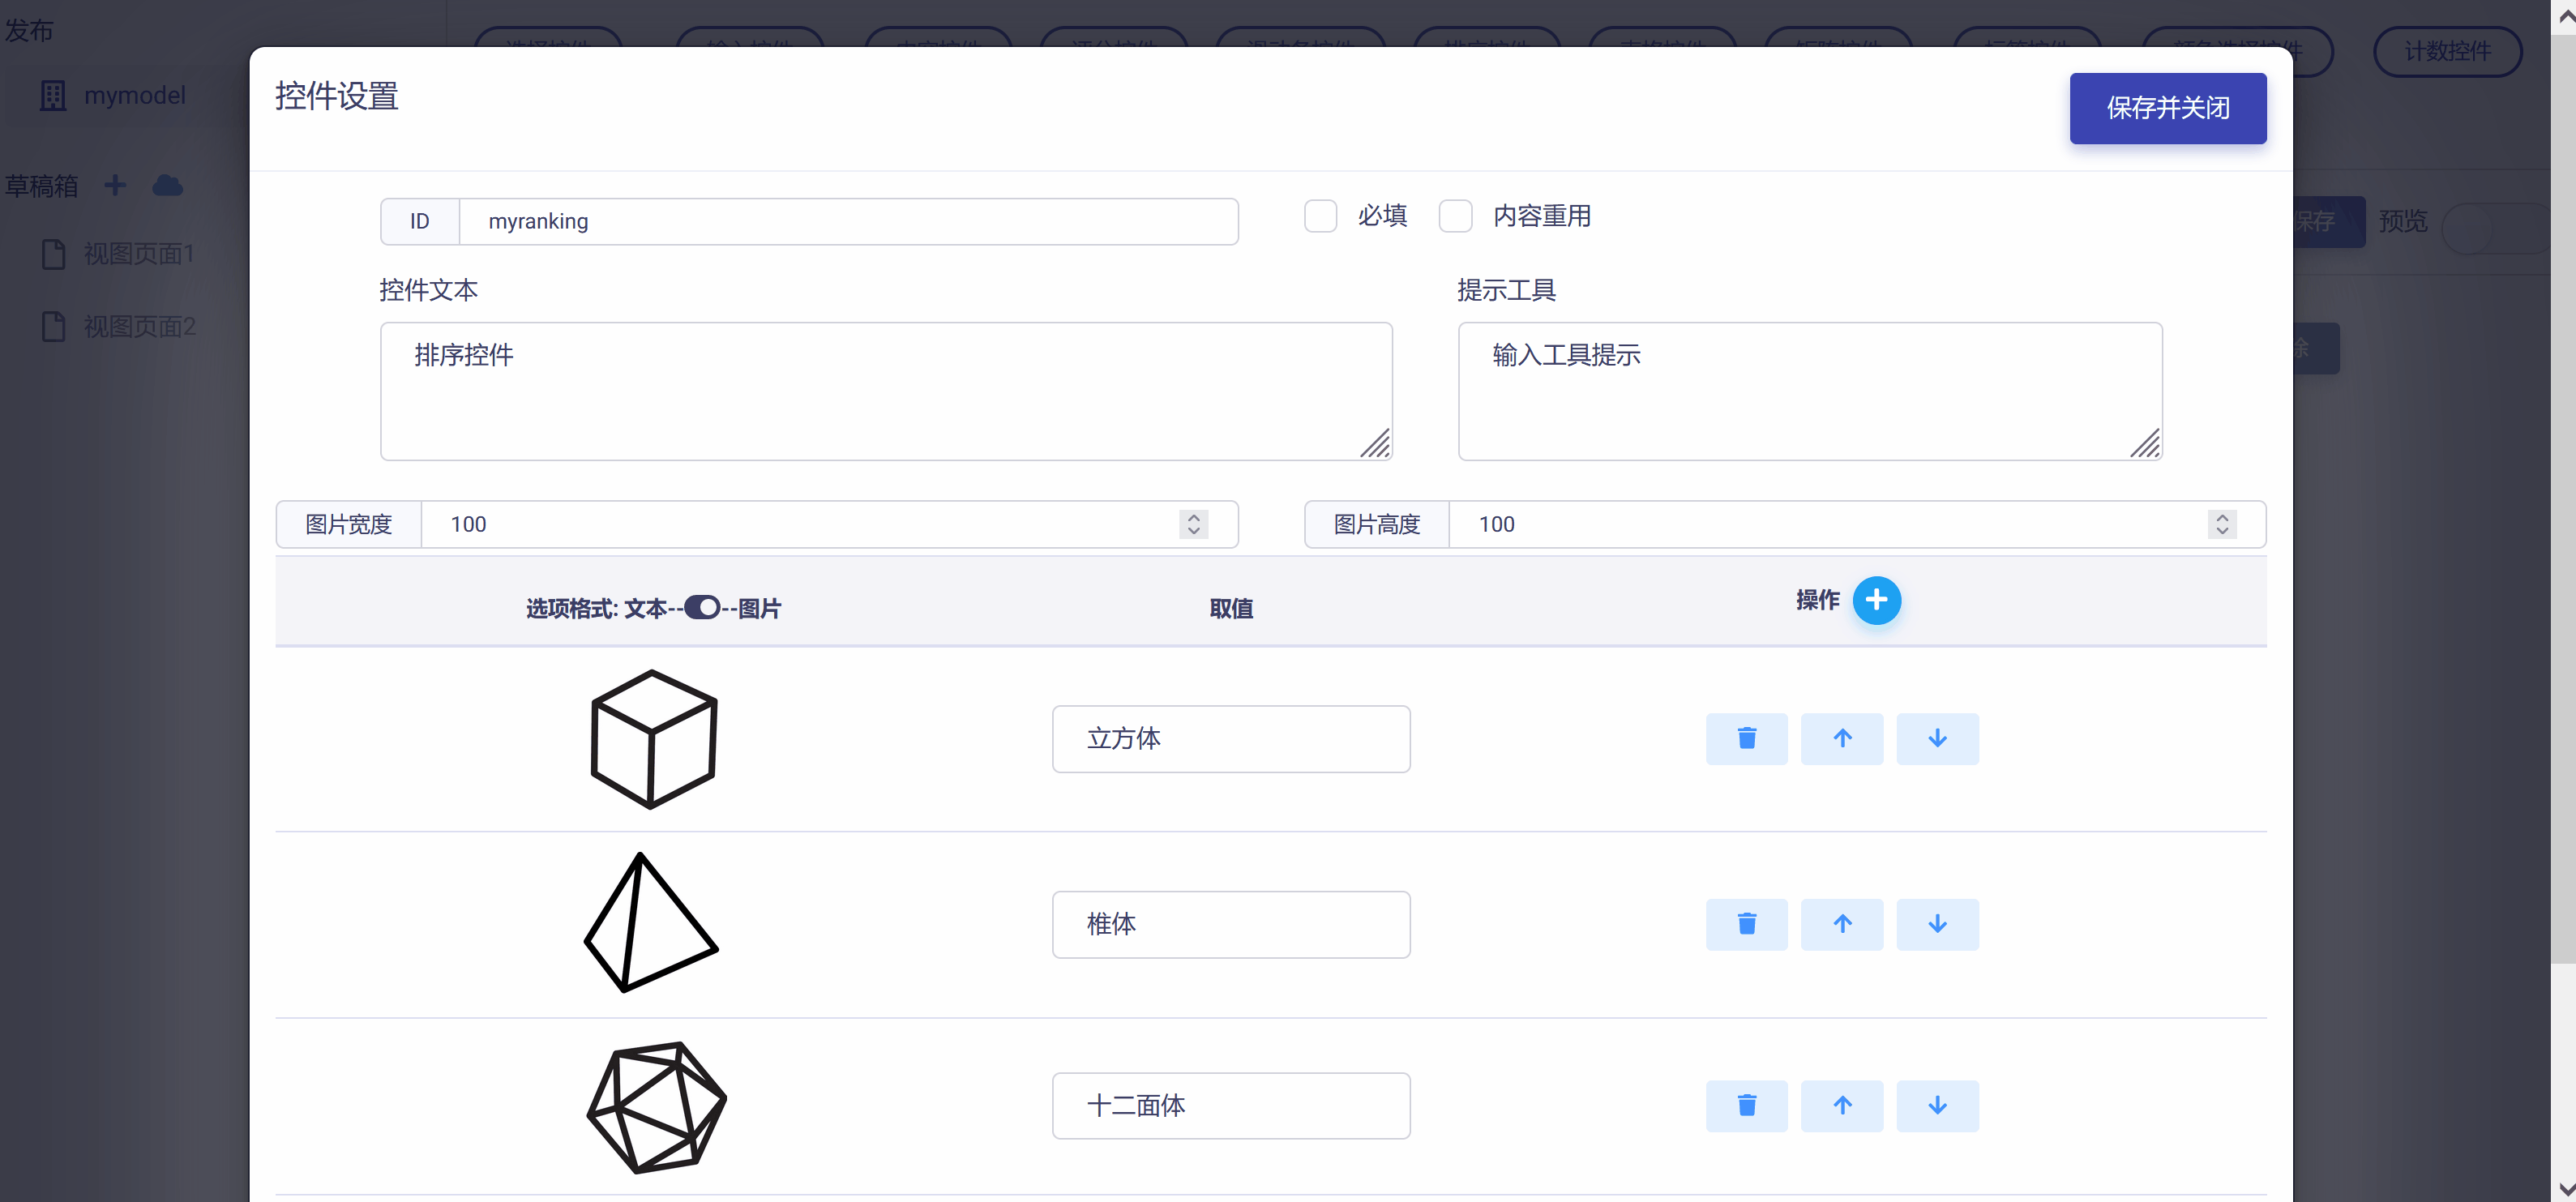 发布
mymodel
草稿箱
视图页面1
视图页面2
计数控件
保存
预览
除
控件设置
保存并关闭
ID
myranking
必填
内容重用
控件文本
提示工具
排序控件
输入工具提示
图片宽度
100
图片高度
100
选项格式: 文本----图片
取值
操作
立方体
椎体
十二面体